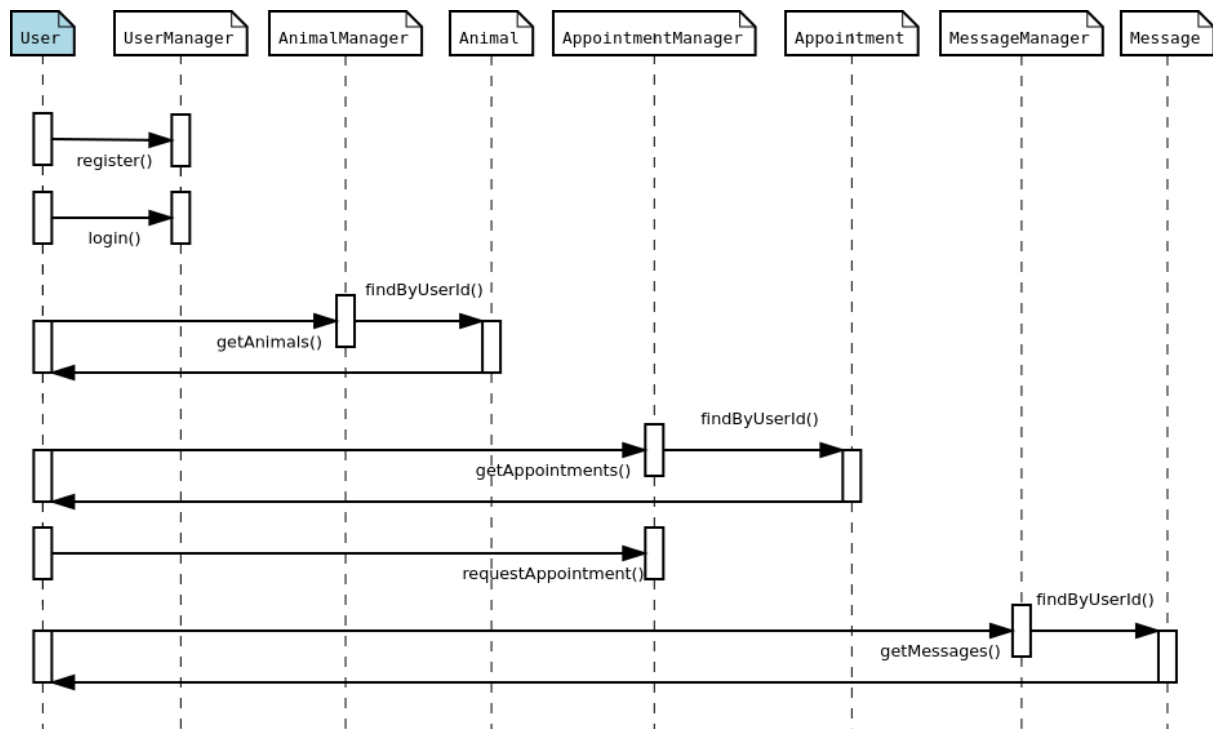 User
UserManager
AnimalManager
Animal
AppointmentManager
Appointment
MessageManager
Message
register()
login()
findByUserId()
getAnimals()
findByUserId()
getAppointments()
requestAppointment()
findByUserId()
getMessages()